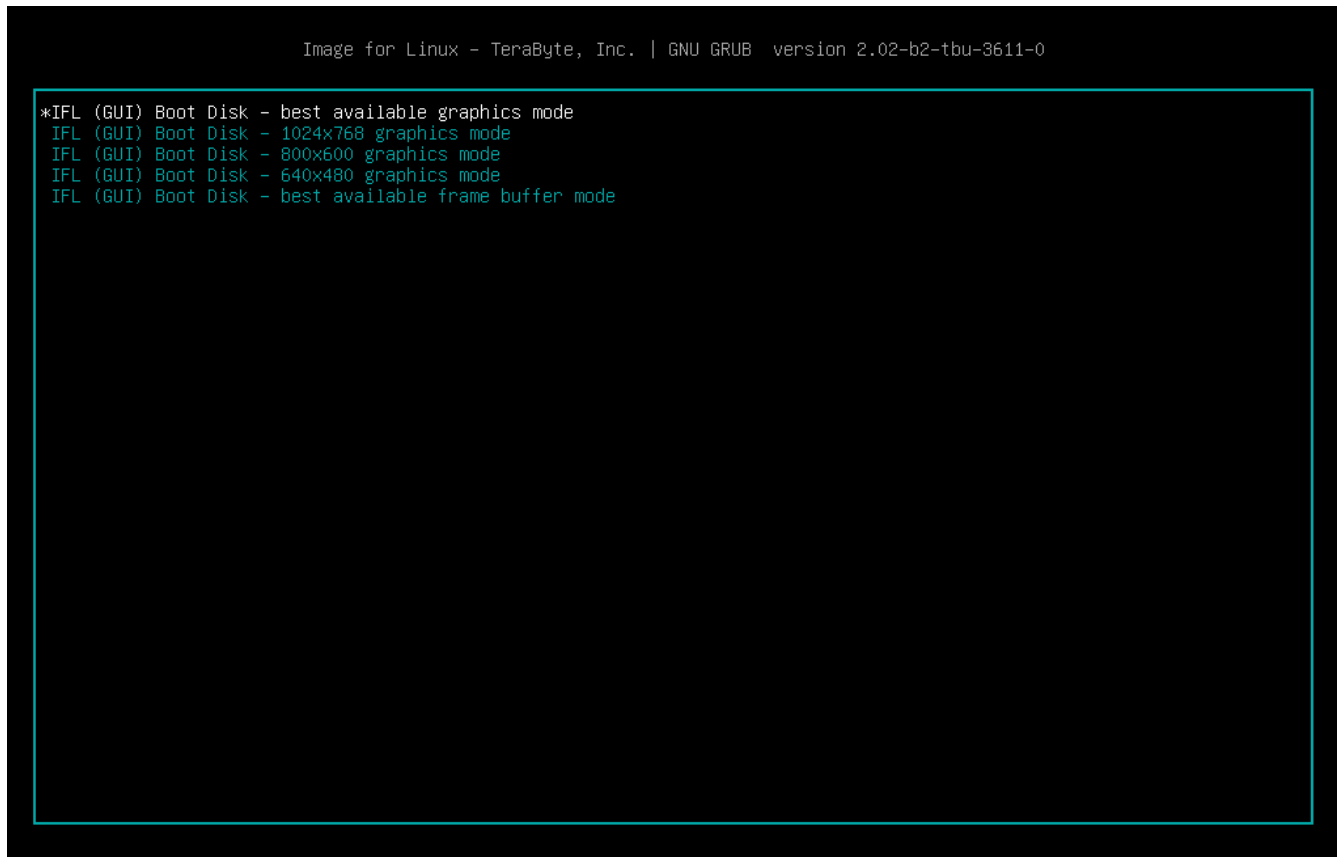 Image for Linux - TeraByte, Inc. | GNU GRUB  version 2.02-b2-tbu-3611-0
*IFL (GUI) Boot Disk - best available graphics mode
IFL (GUI) Boot Disk - 1024x768 graphics mode
IFL (GUI) Boot Disk - 800x600 graphics mode
IFL (GUI) Boot Disk - 640x480 graphics mode
IFL (GUI) Boot Disk - best available frame buffer mode